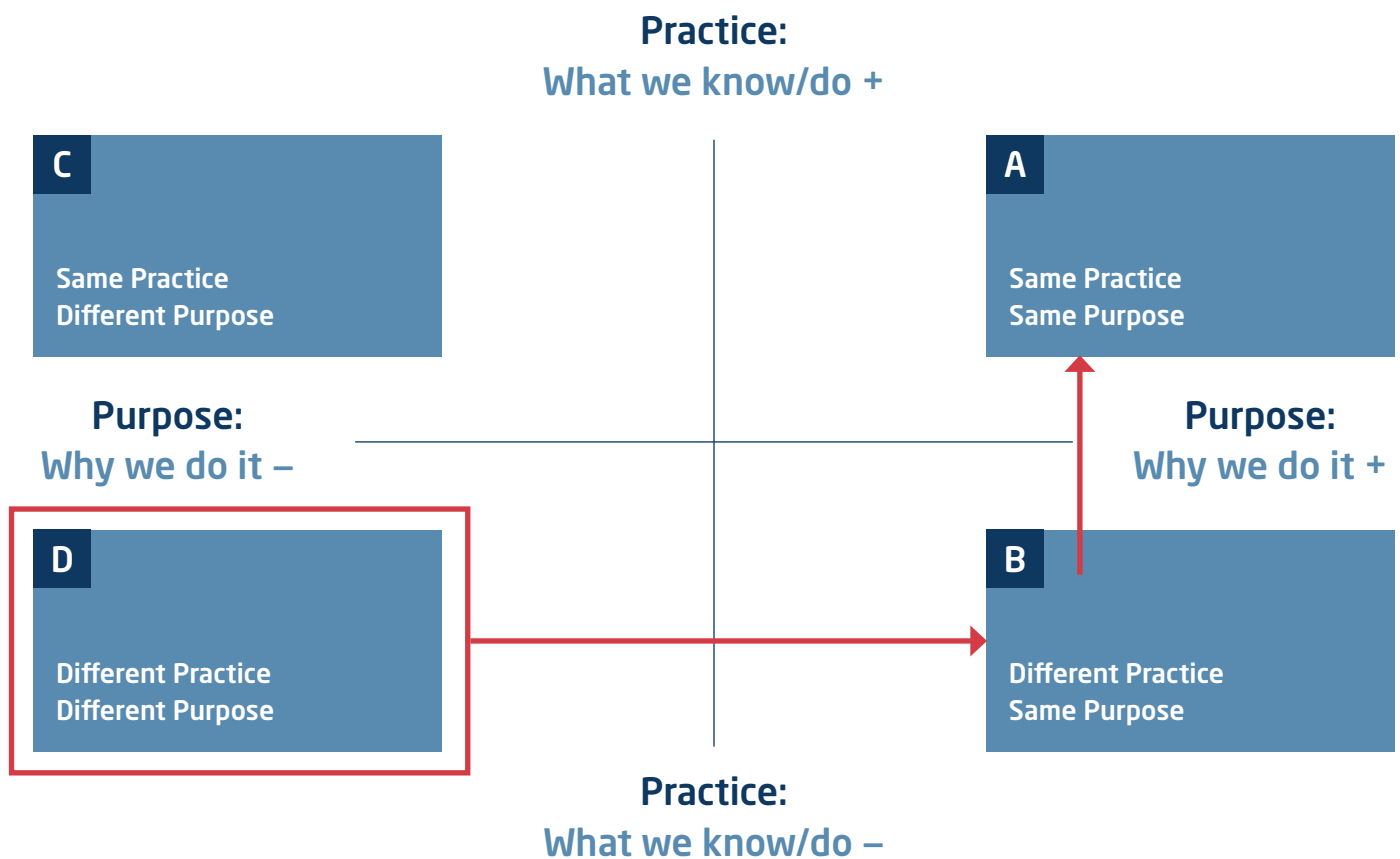 Practice:
What we know/do +
C
Same Practice
Different Purpose
A
Same Practice
Same Purpose
Purpose:
Why we do it –
Purpose:
Why we do it +
D
Different Practice
Different Purpose
B
Different Practice
Same Purpose
Practice:
What we know/do –